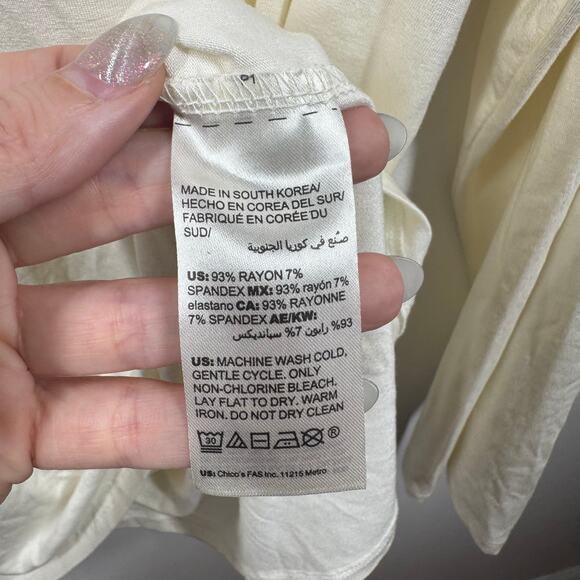 MADE IN SOUTH KOREA/
HECHO EN COREA DEL SUR/
FABRIQUÉ EN CORÉE DU
SUD/
صنع في كوريا الجنوبية
US: 93% RAYON 7%
SPANDEX MX: 93% rayón 7%
elastano CA: 93% RAYONNE
7% SPANDEX AE/KW:
93% رايون 7% سبانديكس
US: MACHINE WASH COLD,
GENTLE CYCLE. ONLY
NON-CHLORINE BLEACH.
LAY FLAT TO DRY. WARM
IRON. DO NOT DRY CLEAN
30 ®
US: Chico's FAS Inc. 11215 Metro